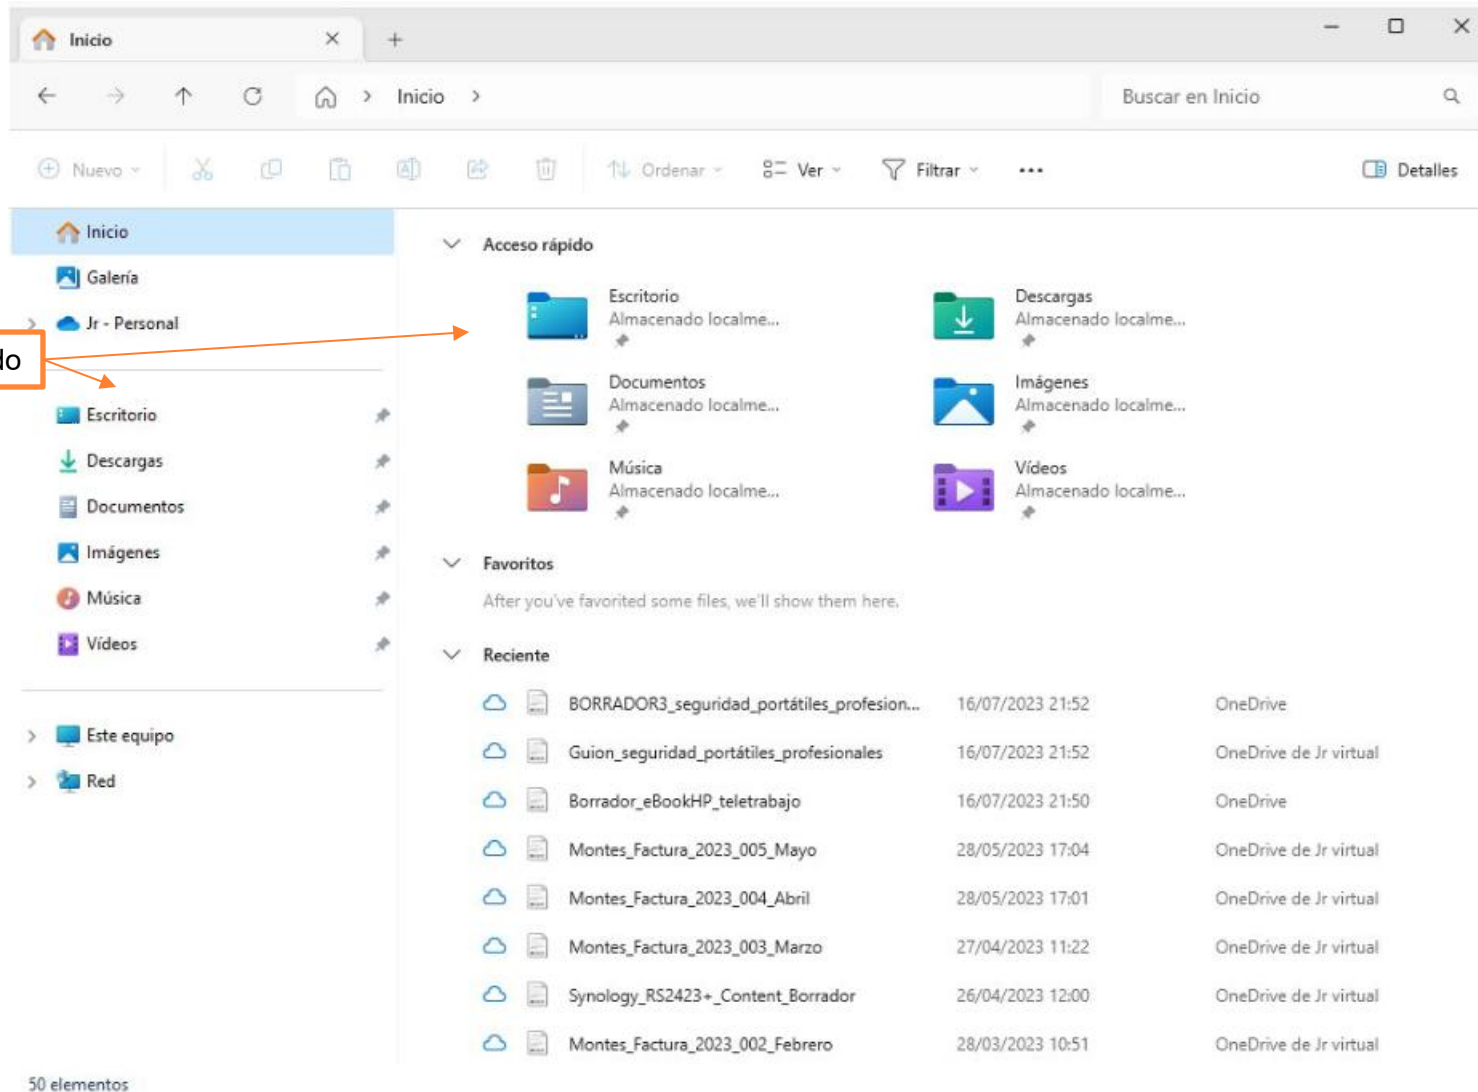 Inicio
Inicio
Buscar en Inicio
Nuevo
Ordenar
Ver
Filtrar
Detalles
Inicio
Galería
Jr - Personal
Escritorio
Descargas
Documentos
Imágenes
Música
Vídeos
Este equipo
Red
Acceso rápido
Escritorio
Almacenado localme...
Descargas
Almacenado localme...
Documentos
Almacenado localme...
Imágenes
Almacenado localme...
Música
Almacenado localme...
Vídeos
Almacenado localme...
Favoritos
After you've favorited some files, we'll show them here.
Reciente
BORRADOR3_seguridad_portátiles_profesion... 16/07/2023 21:52 OneDrive
Guion_seguridad_portátiles_profesionales 16/07/2023 21:52 OneDrive de Jr virtual
Borrador_eBookHP_teletrabajo 16/07/2023 21:50 OneDrive
Montes_Factura_2023_005_Mayo 28/05/2023 17:04 OneDrive de Jr virtual
Montes_Factura_2023_004_Abril 28/05/2023 17:01 OneDrive de Jr virtual
Montes_Factura_2023_003_Marzo 27/04/2023 11:22 OneDrive de Jr virtual
Synology_RS2423+_Content_Borrador 26/04/2023 12:00 OneDrive de Jr virtual
Montes_Factura_2023_002_Febrero 28/03/2023 10:51 OneDrive de Jr virtual
50 elementos